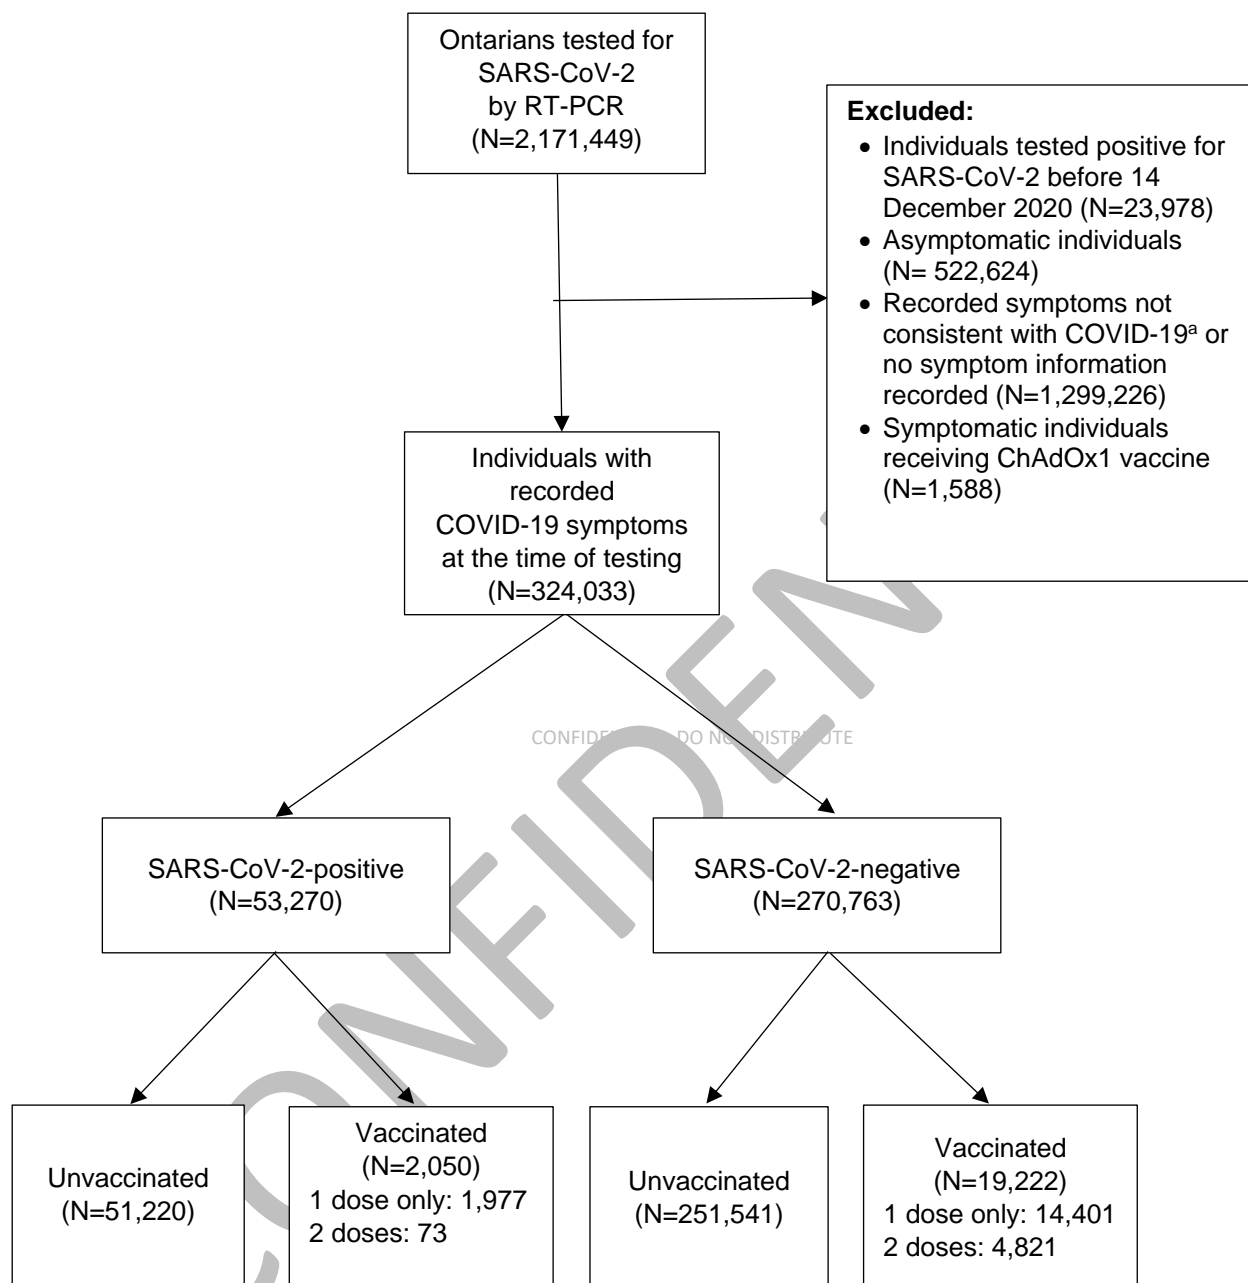 Ontarians tested for
SARS-CoV-2
by RT-PCR
(N=2,171,449)
Excluded:
• Individuals tested positive for
SARS-CoV-2 before 14
December 2020 (N=23,978)
• Asymptomatic individuals
(N= 522,624)
• Recorded symptoms not
consistent with COVID-19ᵃ or
no symptom information
recorded (N=1,299,226)
• Symptomatic individuals
receiving ChAdOx1 vaccine
(N=1,588)
Individuals with
recorded
COVID-19 symptoms
at the time of testing
(N=324,033)
DO
SARS-CoV-2-positive
(N=53,270)
SARS-CoV-2-negative
(N=270,763)
Unvaccinated
(N=51,220)
Vaccinated
(N=2,050)
1 dose only: 1,977
2 doses: 73
Unvaccinated
(N=251,541)
Vaccinated
(N=19,222)
1 dose only: 14,401
2 doses: 4,821
CONFIDEN